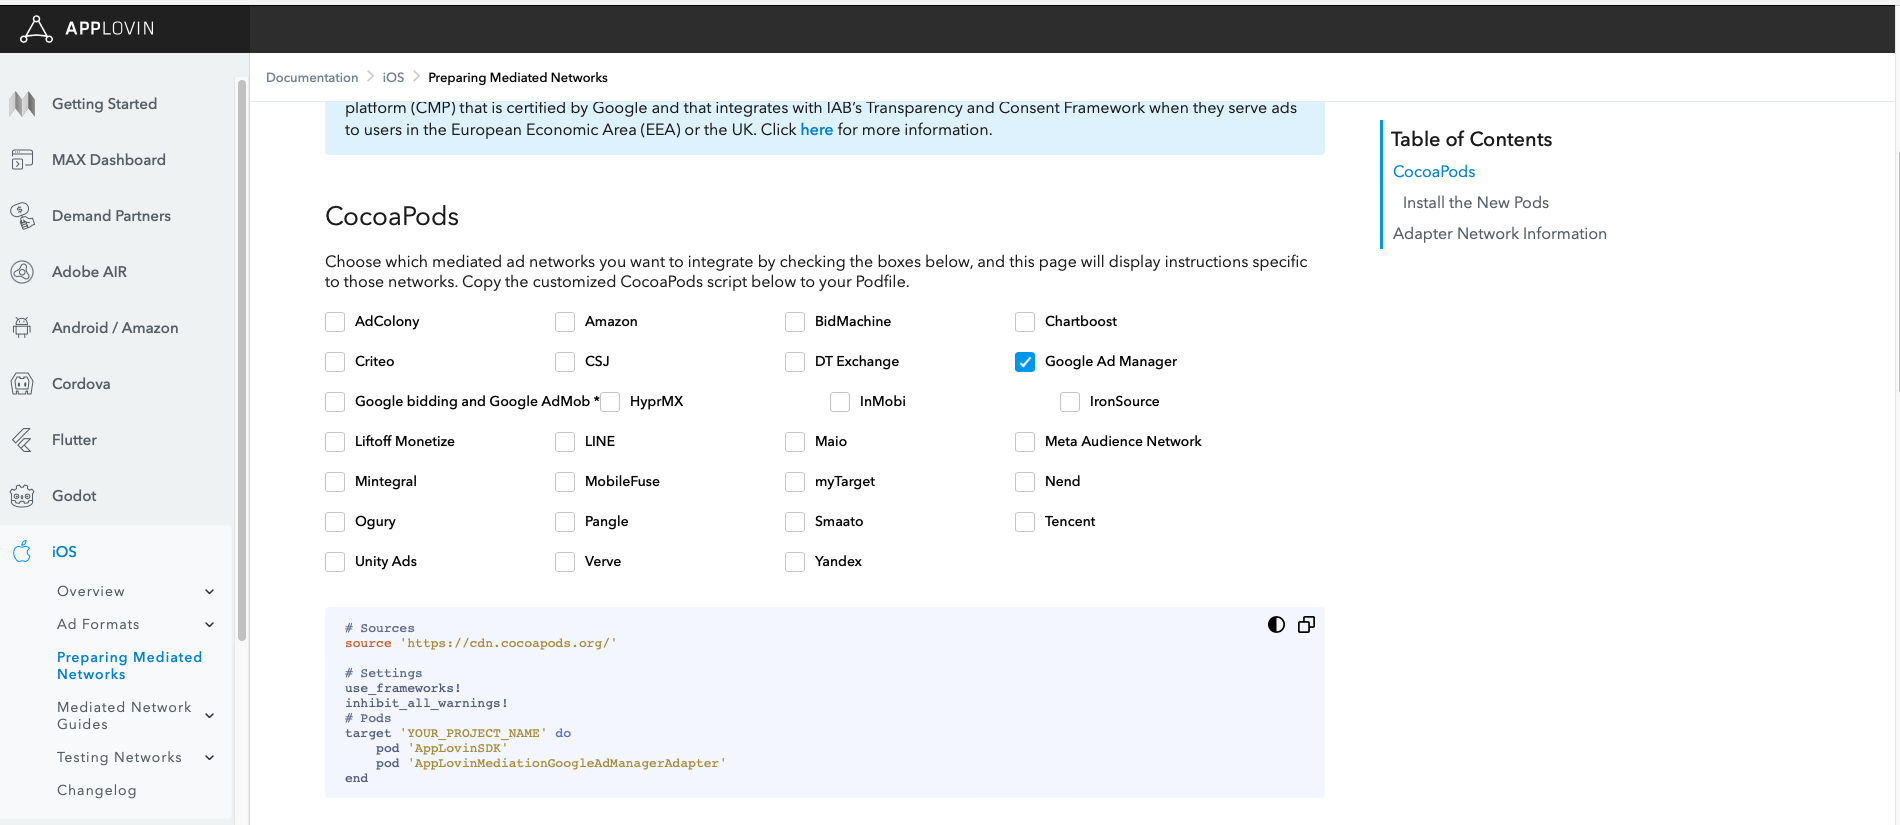 APPLOVIN
Documentation > iOS > Preparing Mediated Networks
Getting Started
MAX Dashboard
Demand Partners
Adobe AIR
Android / Amazon
Cordova
Flutter
Godot
iOS
Overview
Ad Formats
Preparing Mediated
Networks
Mediated Network
Guides
Testing Networks
Changelog
platform (CMP) that is certified by Google and that integrates with IAB's Transparency and Consent Framework when they serve ads
to users in the European Economic Area (EEA) or the UK. Click here for more information.
CocoaPods
Choose which mediated ad networks you want to integrate by checking the boxes below, and this page will display instructions specific
to those networks. Copy the customized CocoaPods script below to your Podfile.
AdColony Amazon BidMachine Chartboost
Criteo CSJ DT Exchange Google Ad Manager
Google bidding and Google AdMob * HyprMX InMobi IronSource
Liftoff Monetize LINE Maio Meta Audience Network
Mintegral MobileFuse myTarget Nend
Ogury Pangle Smaato Tencent
Unity Ads Verve Yandex
# Sources
source 'https://cdn.cocoapods.org/'
# Settings
use_frameworks!
inhibit_all_warnings!
# Pods
target 'YOUR_PROJECT_NAME' do
    pod 'AppLovinSDK'
    pod 'AppLovinMediationGoogleAdManagerAdapter'
end
Table of Contents
CocoaPods
Install the New Pods
Adapter Network Information